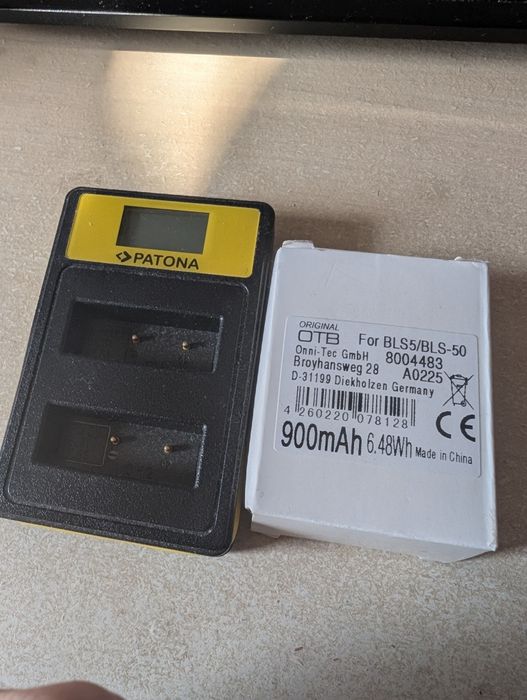 PATONA
ORIGINAL
OTB For BLS5/BLS-50
Onni-Tec GmbH 8004483
Broyhansweg 28 A0225
D-31199 Diekholzen Germany
4 260220 078128
CE
900mAh 6.48Wh Made in China